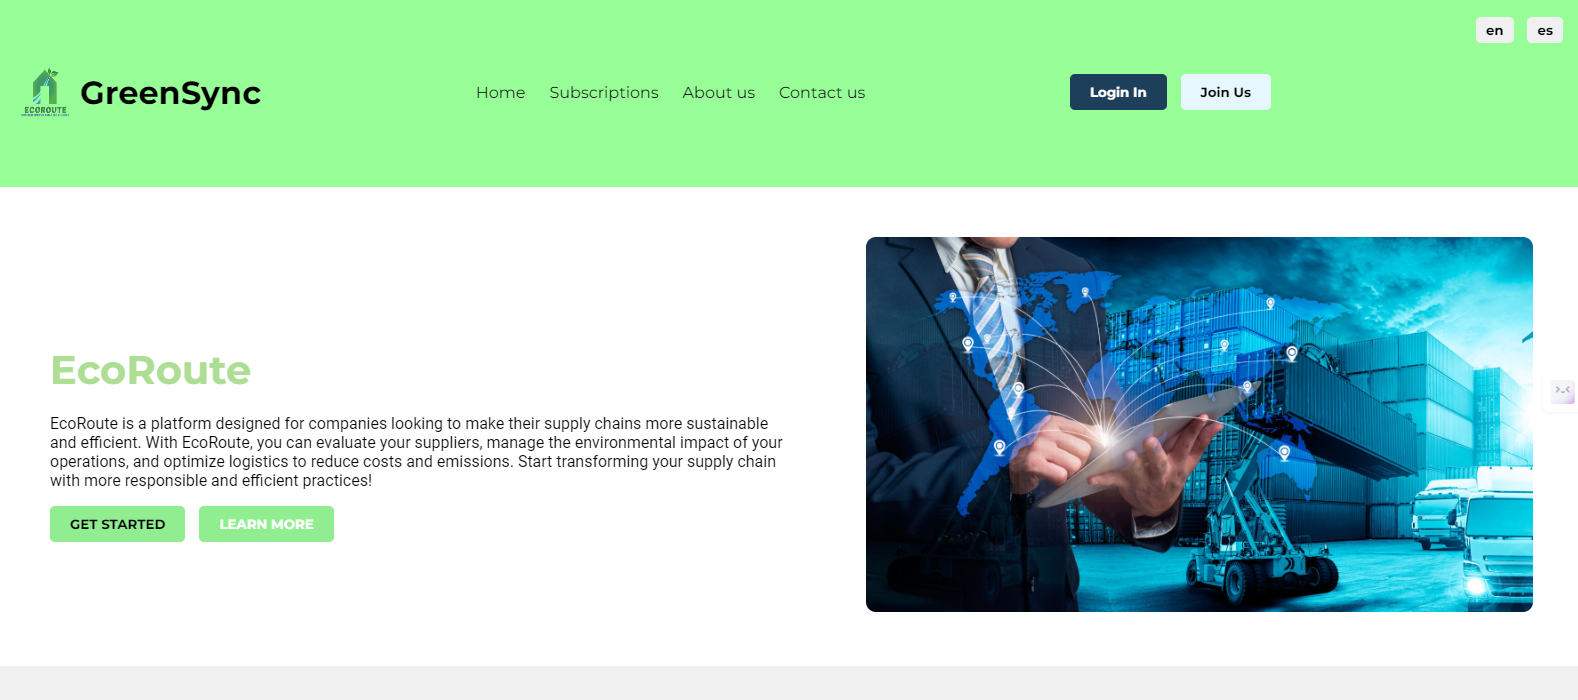 en es
ECOROUTE
GreenSync
Home Subscriptions About us Contact us
Login In Join Us
EcoRoute
EcoRoute is a platform designed for companies looking to make their supply chains more sustainable
and efficient. With EcoRoute, you can evaluate your suppliers, manage the environmental impact of your
operations, and optimize logistics to reduce costs and emissions. Start transforming your supply chain
with more responsible and efficient practices!
GET STARTED LEARN MORE